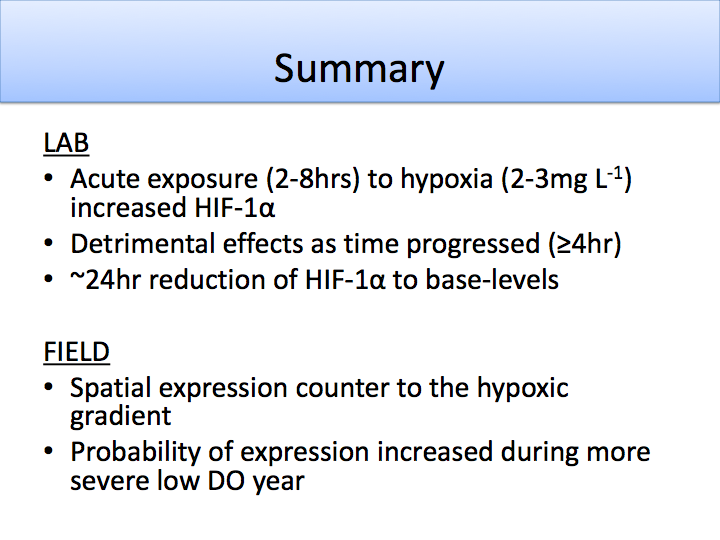 Summary
LAB
• Acute exposure (2-8hrs) to hypoxia (2-3mg L⁻¹)
increased HIF-1α
• Detrimental effects as time progressed (≥4hr)
• ~24hr reduction of HIF-1α to base-levels
FIELD
• Spatial expression counter to the hypoxic
gradient
• Probability of expression increased during more
severe low DO year